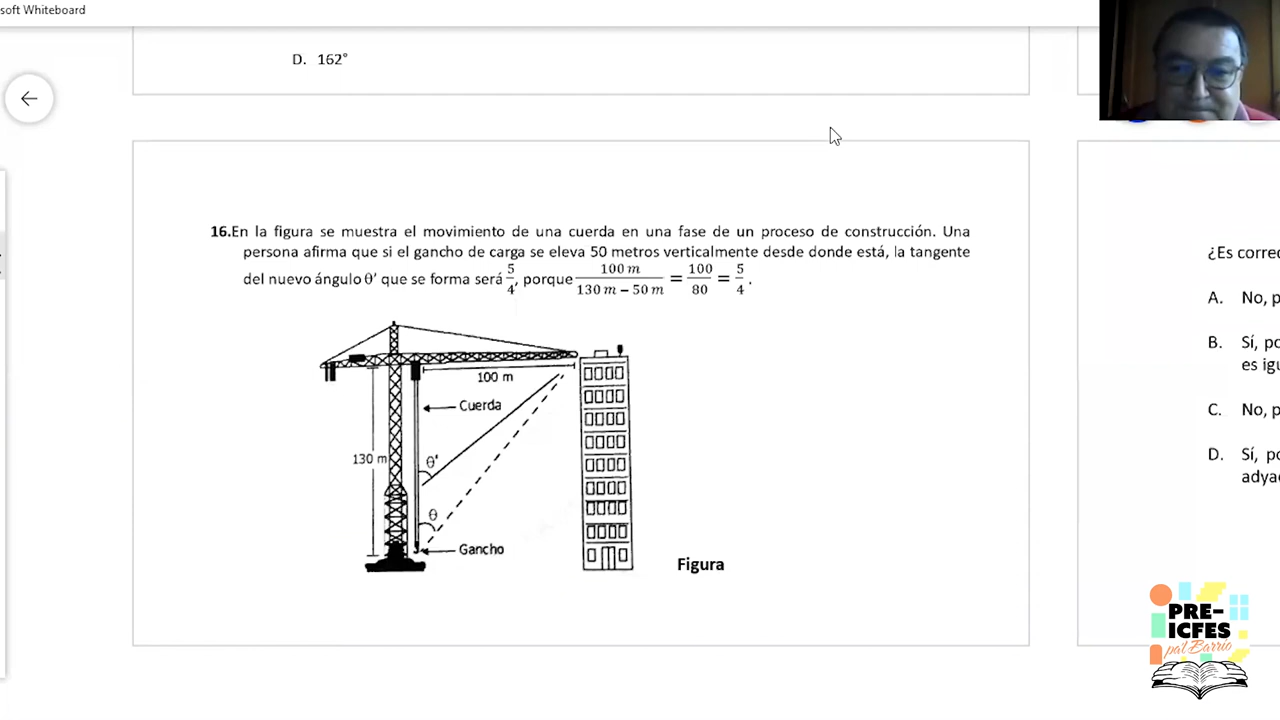 soft Whiteboard
D. 162°
16.En la figura se muestra el movimiento de una cuerda en una fase de un proceso de construcción. Una
persona afirma que si el gancho de carga se eleva 50 metros verticalmente desde donde está, la tangente
del nuevo ángulo θ' que se forma será 5/4, porque 100 m / 130 m – 50 m = 100/80 = 5/4 .
100 m
Cuerda
130 m
θ'
θ
Gancho
Figura
¿Es correc
A. No, p
B. Sí, po
es igu
C. No, p
D. Sí, po
adyac
PRE-
ICFES
pa'l Barrio